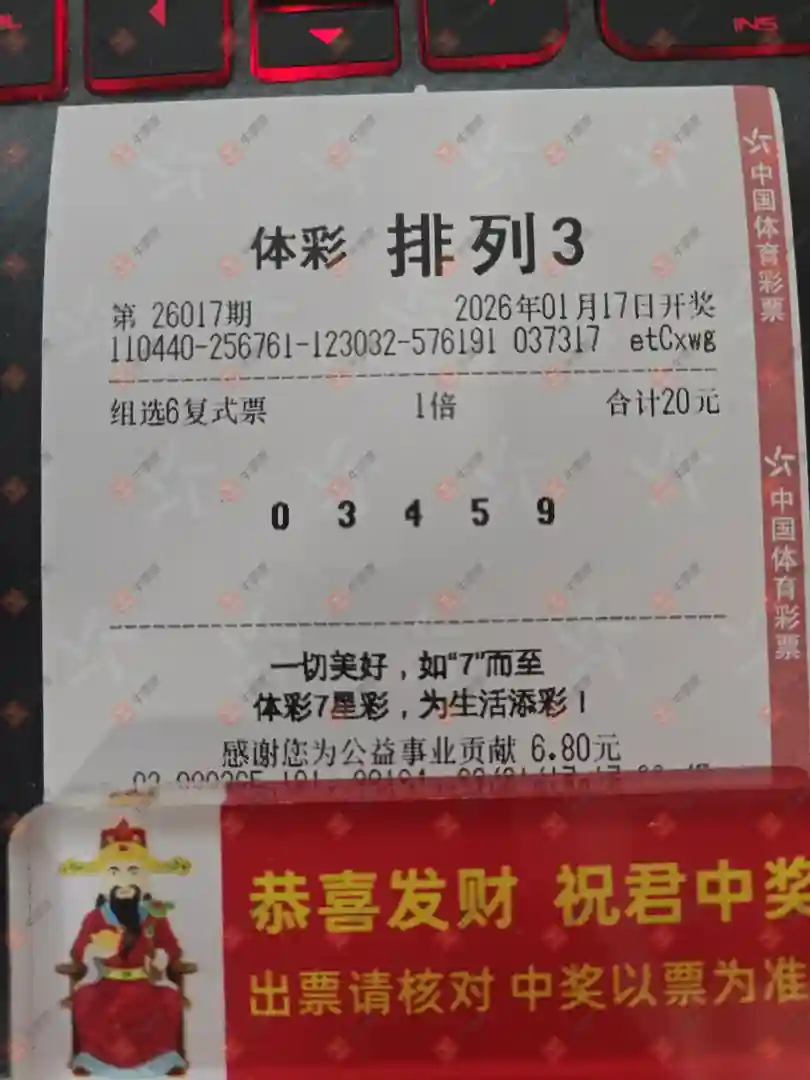 INS
中国体育彩票
体彩 排列3
第 26017期 2026年01月17日开奖
110440-256761-123032-576191 037317 etCxwg
组选6复式票 1倍 合计20元
0 3 4 5 9
中国体育彩票
一切美好，如“7”而至
体彩7星彩，为生活添彩！
感谢您为公益事业贡献 6.80元
恭喜发财 祝君中奖
出票请核对 中奖以票为准